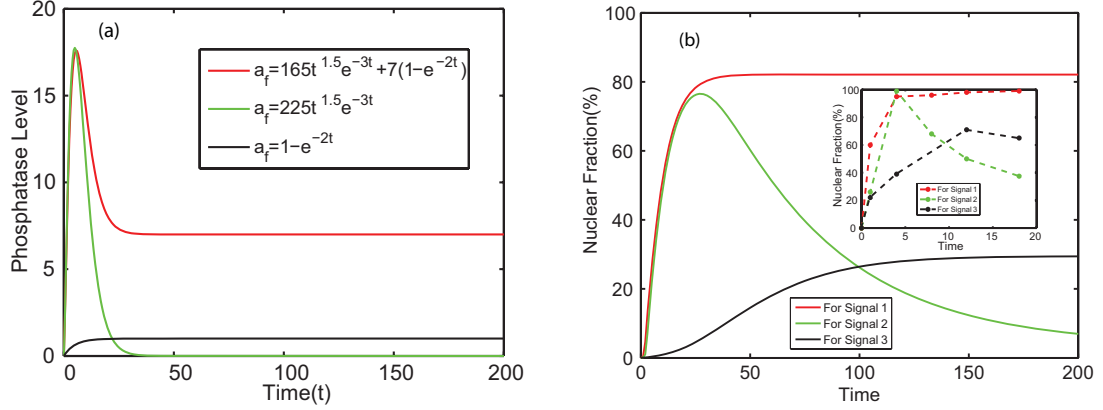 (a)
a_f=165t^1.5e^−3t+7(1−e^−2t)
a_f=225t^1.5e^−3t
a_f=1−e^−2t
Phosphatase Level
20
15
10
5
0
0 50 100 150 200
Time(t)
(b)
Nuclear Fraction(%)
100
80
60
40
20
0
0 50 100 150 200
Time
For Signal 1
For Signal 2
For Signal 3
Nuclear Fraction(%)
100
80
60
40
20
0
0 5 10 15 20
Time
For Signal 1
For Signal 2
For Signal 3